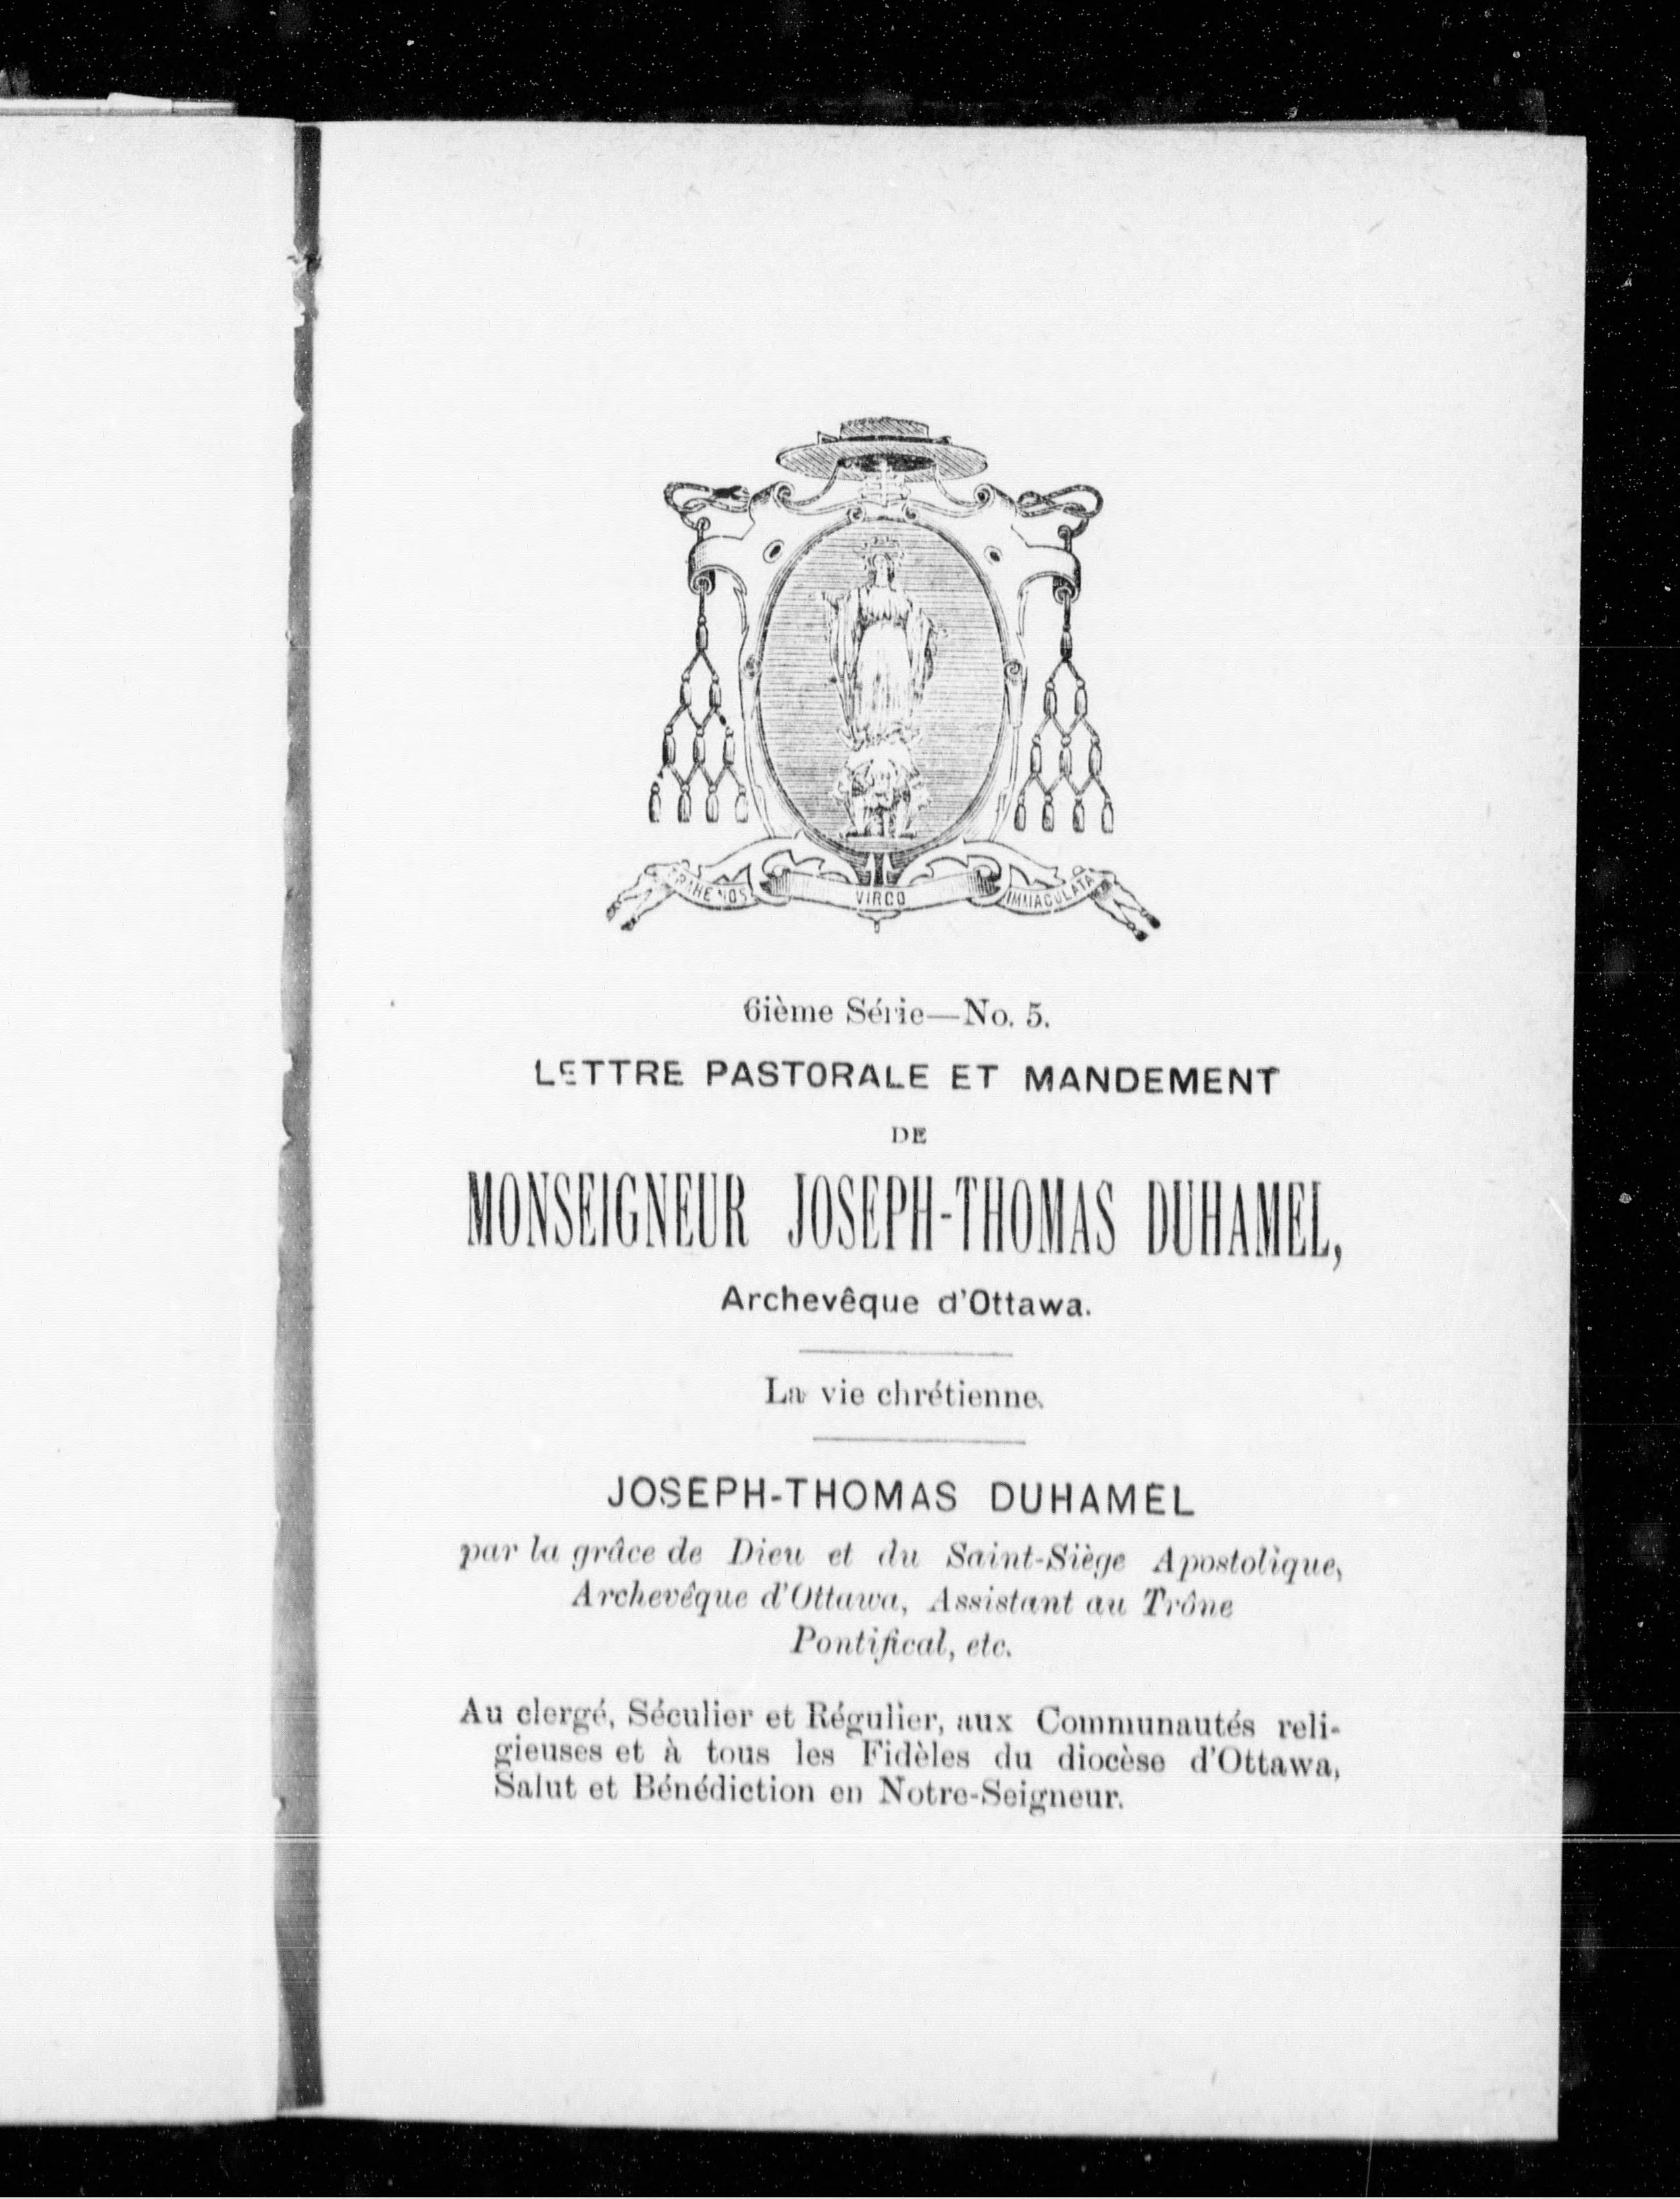 TRAHE NOS VIRGO IMMACULATA
6ième Série—No. 5.
LETTRE PASTORALE ET MANDEMENT
DE
MONSEIGNEUR JOSEPH-THOMAS DUHAMEL,
Archevêque d'Ottawa.
La vie chrétienne.
JOSEPH-THOMAS DUHAMEL
par la grâce de Dieu et du Saint-Siège Apostolique,
Archevêque d'Ottawa, Assistant au Trône
Pontifical, etc.
Au clergé, Séculier et Régulier, aux Communautés reli-
gieuses et à tous les Fidèles du diocèse d'Ottawa,
Salut et Bénédiction en Notre-Seigneur.